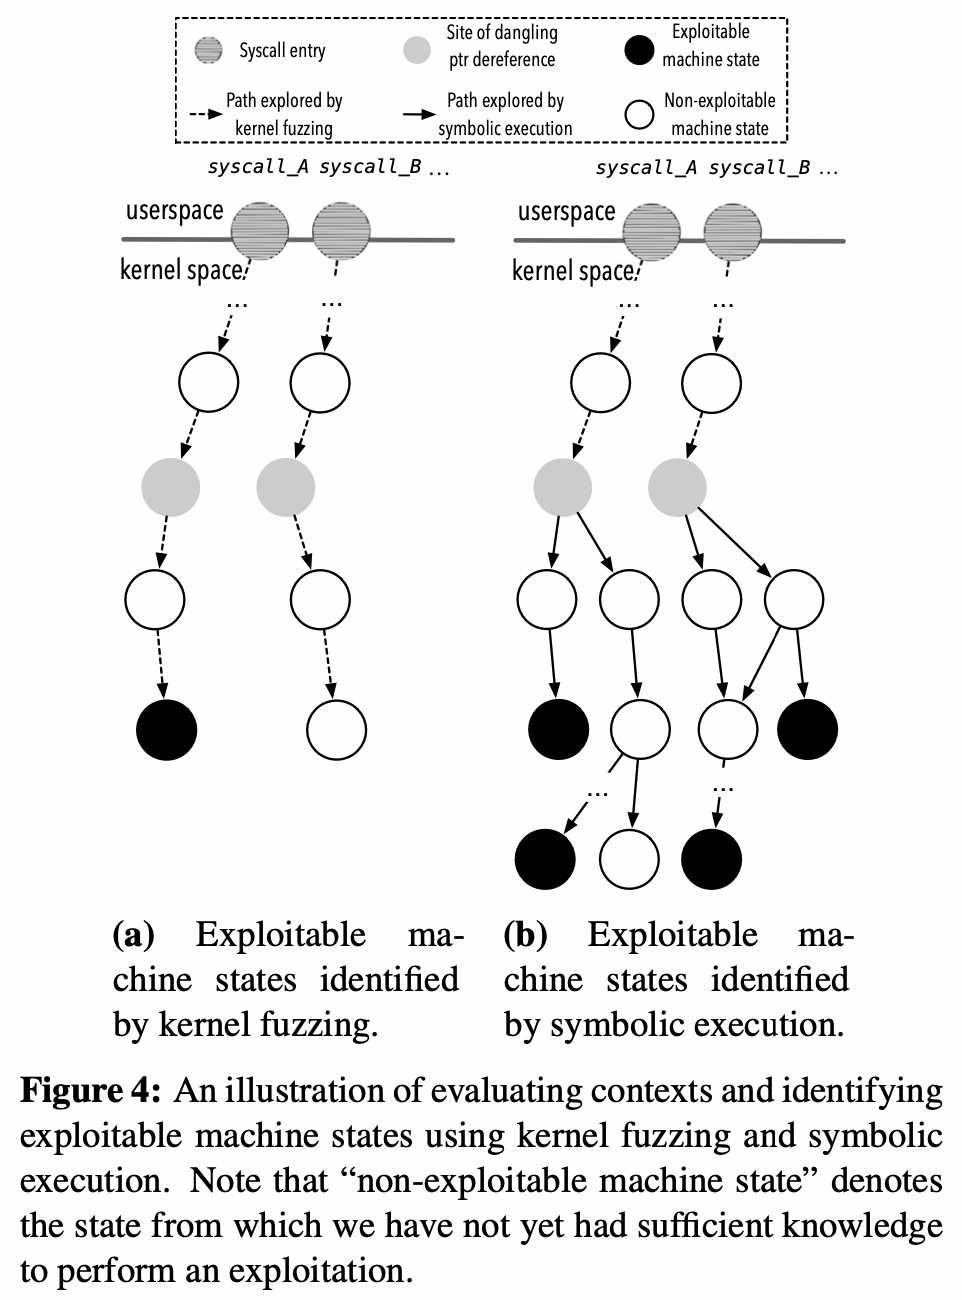 Syscall entry
Site of dangling
ptr dereference
Exploitable
machine state
Path explored by
kernel fuzzing
Path explored by
symbolic execution
Non-exploitable
machine state
syscall_A syscall_B ...
syscall_A syscall_B ...
userspace
kernel space
...
...
userspace
kernel space
...
...
...
...
(a) Exploitable ma-
chine states identified
by kernel fuzzing.
(b) Exploitable ma-
chine states identified
by symbolic execution.
Figure 4: An illustration of evaluating contexts and identifying
exploitable machine states using kernel fuzzing and symbolic
execution. Note that “non-exploitable machine state” denotes
the state from which we have not yet had sufficient knowledge
to perform an exploitation.